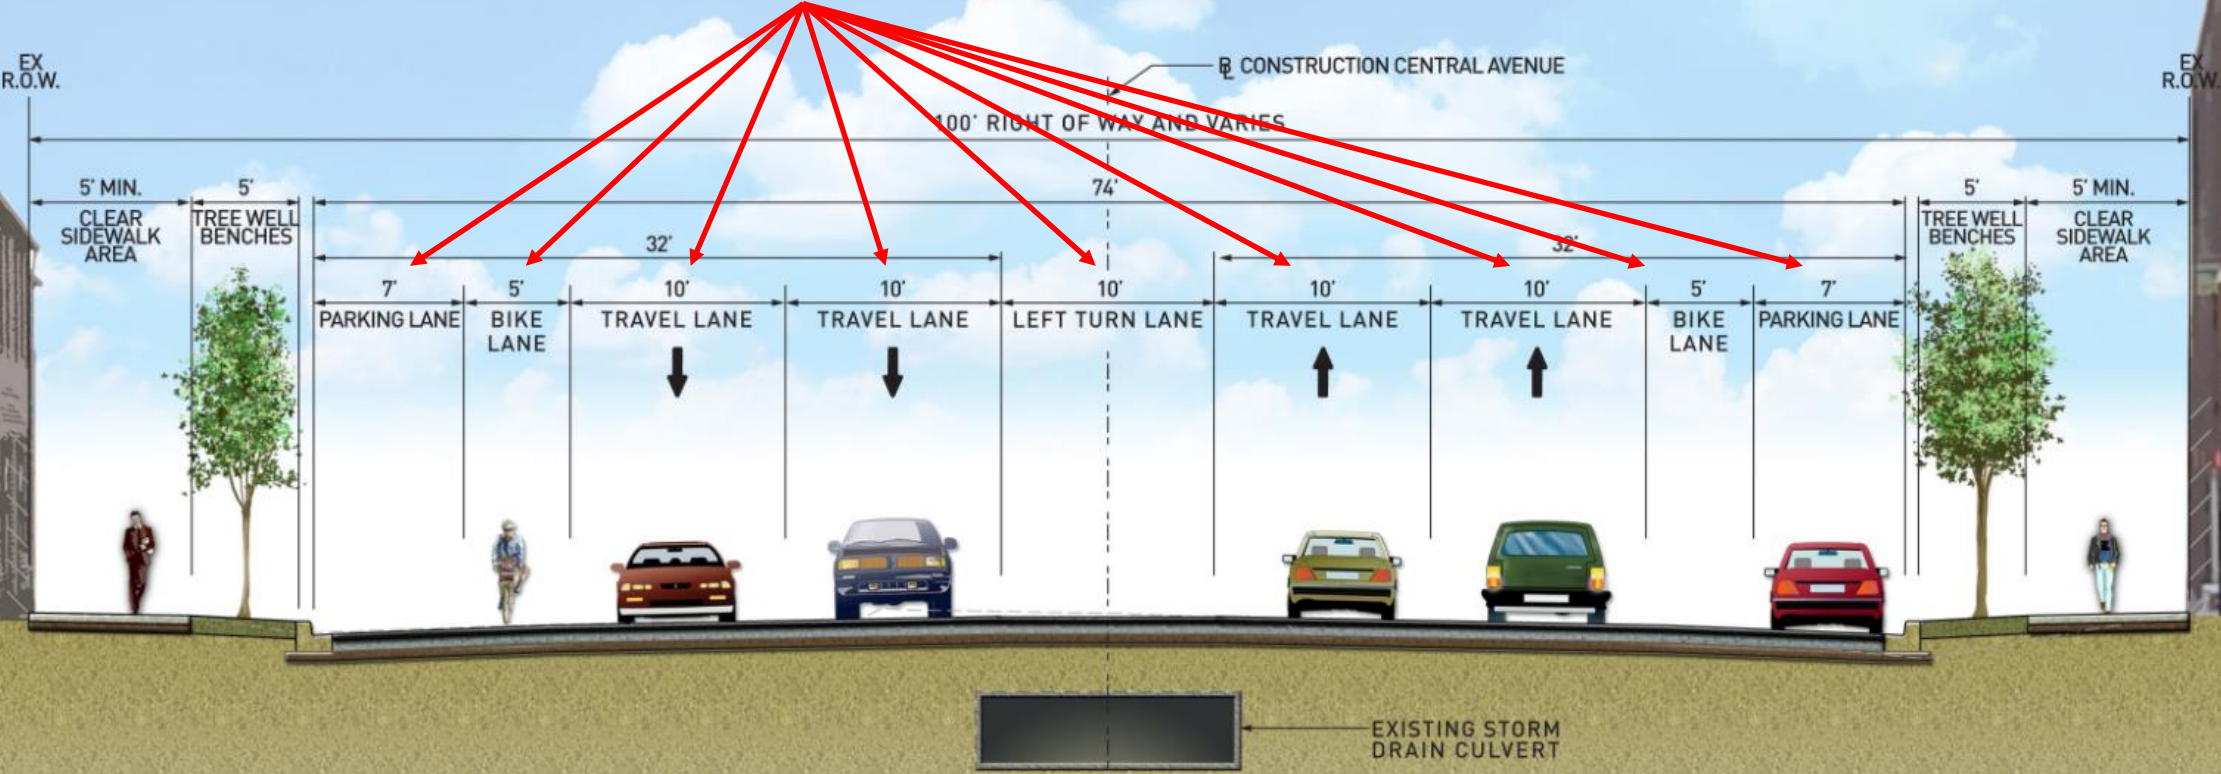 EX
R.O.W.
EX
R.O.W.
BL CONSTRUCTION CENTRAL AVENUE
100' RIGHT OF WAY AND VARIES
5' MIN.
CLEAR
SIDEWALK
AREA
5'
TREE WELL
BENCHES
74'
5'
TREE WELL
BENCHES
5' MIN.
CLEAR
SIDEWALK
AREA
32'
32'
7'
PARKING LANE
5'
BIKE
LANE
10'
TRAVEL LANE
10'
TRAVEL LANE
10'
LEFT TURN LANE
10'
TRAVEL LANE
10'
TRAVEL LANE
5'
BIKE
LANE
7'
PARKING LANE
EXISTING STORM
DRAIN CULVERT